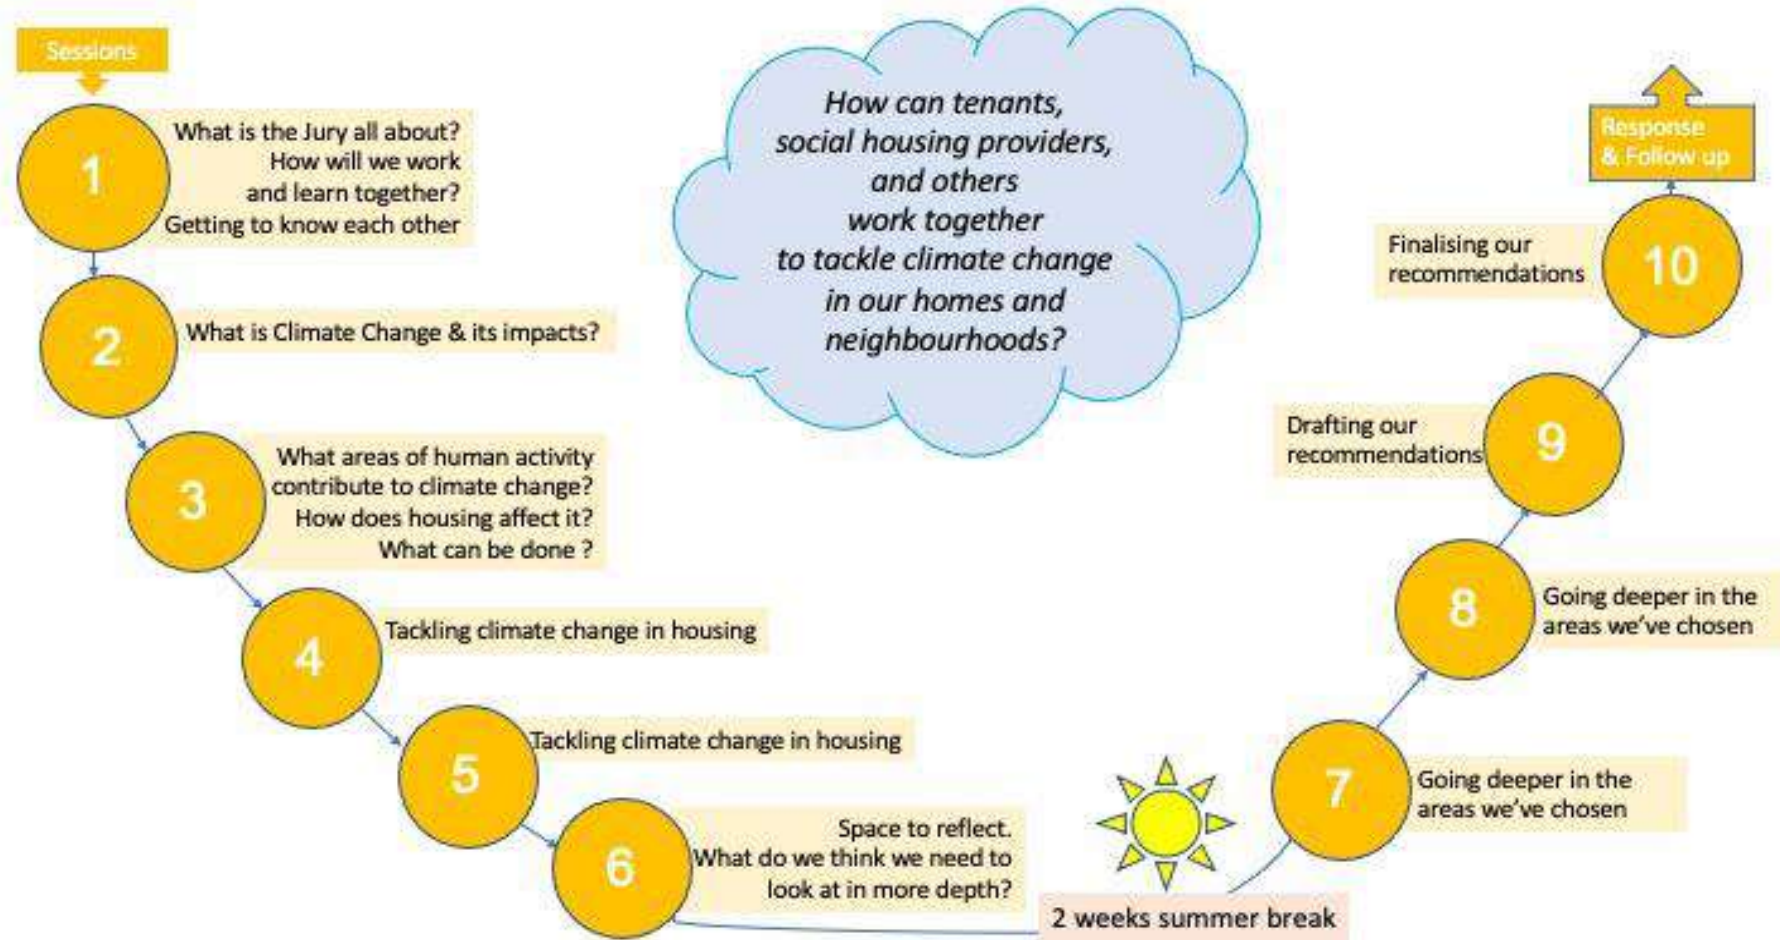 Sessions
1
What is the Jury all about?
How will we work
and learn together?
Getting to know each other
2
What is Climate Change & its impacts?
3
What areas of human activity
contribute to climate change?
How does housing affect it?
What can be done ?
4
Tackling climate change in housing
5
Tackling climate change in housing
6
Space to reflect.
What do we think we need to
look at in more depth?
2 weeks summer break
7
Going deeper in the
areas we've chosen
8
Going deeper in the
areas we've chosen
9
Drafting our
recommendations
10
Finalising our
recommendations
Response
& Follow up
How can tenants,
social housing providers,
and others
work together
to tackle climate change
in our homes and
neighbourhoods?